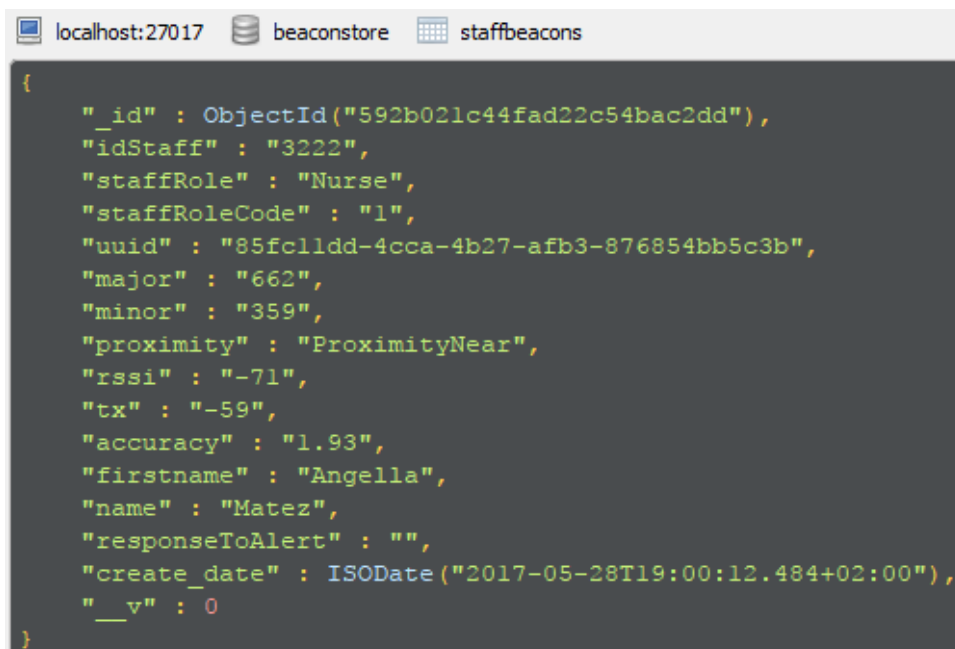 localhost:27017 beaconstore staffbeacons
{
"_id" : ObjectId("592b021c44fad22c54bac2dd"),
"idStaff" : "3222",
"staffRole" : "Nurse",
"staffRoleCode" : "1",
"uuid" : "85fc11dd-4cca-4b27-afb3-876854bb5c3b",
"major" : "662",
"minor" : "359",
"proximity" : "ProximityNear",
"rssi" : "-71",
"tx" : "-59",
"accuracy" : "1.93",
"firstname" : "Angella",
"name" : "Matez",
"responseToAlert" : "",
"create_date" : ISODate("2017-05-28T19:00:12.484+02:00"),
"__v" : 0
}